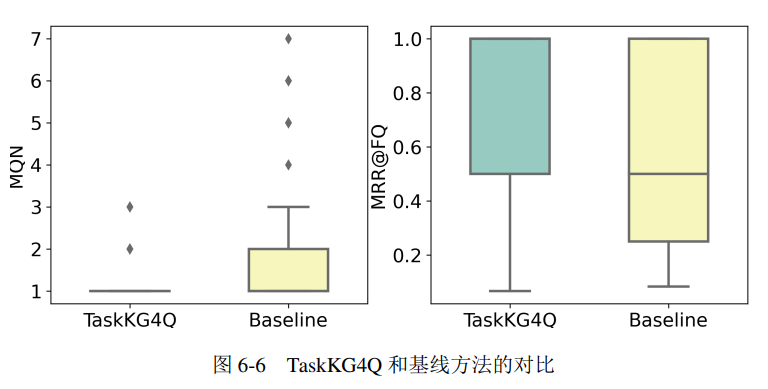 7
6
5
4
3
2
1
MQN
TaskKG4Q
Baseline
1.0
0.8
0.6
0.4
0.2
MRR@FQ
TaskKG4Q
Baseline
图 6-6 TaskKG4Q 和基线方法的对比